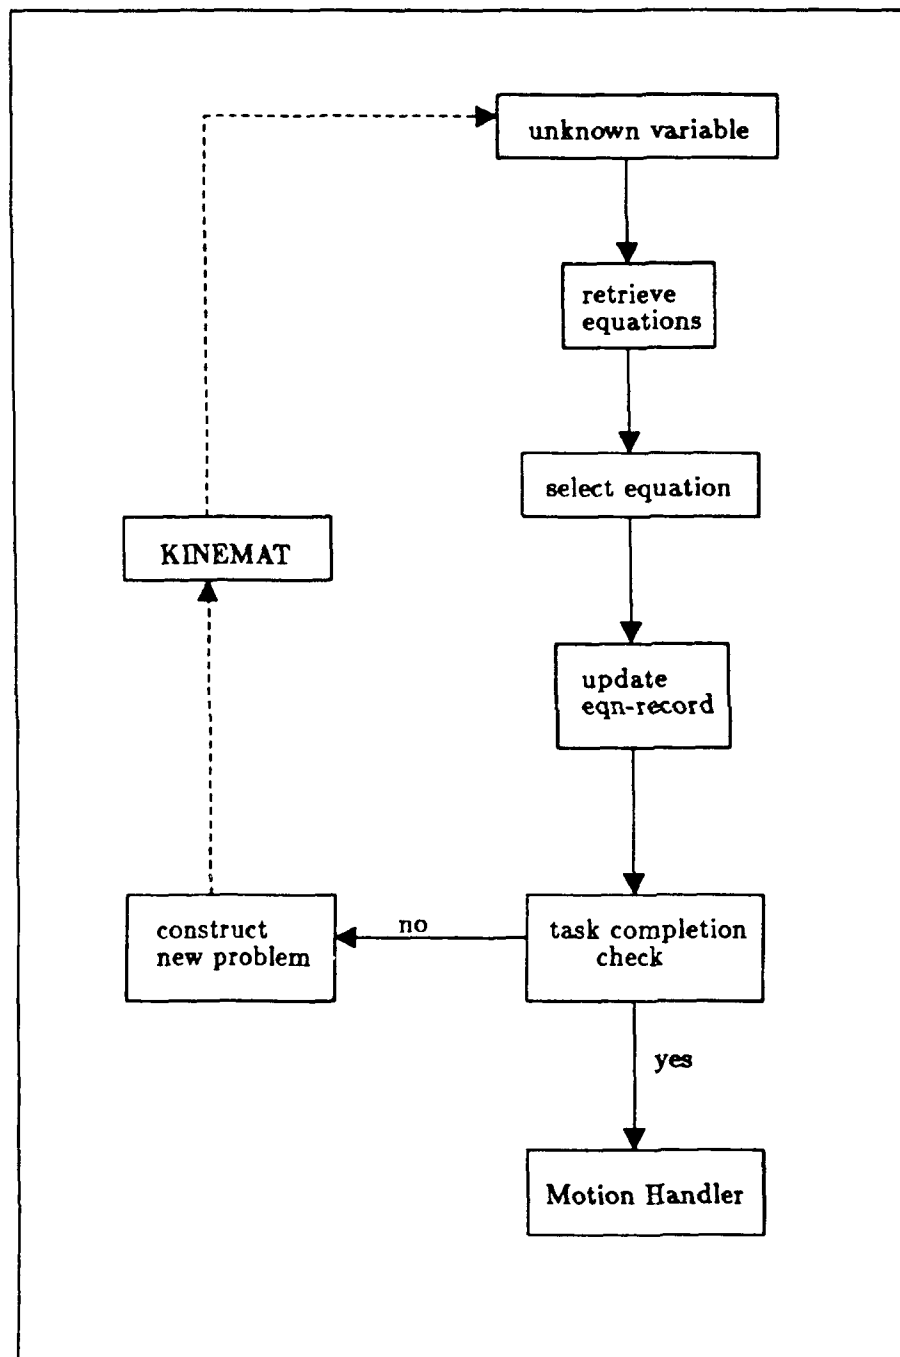 unknown variable
retrieve
equations
select equation
KINEMAT
update
eqn-record
construct
new problem
no
task completion
check
yes
Motion Handler